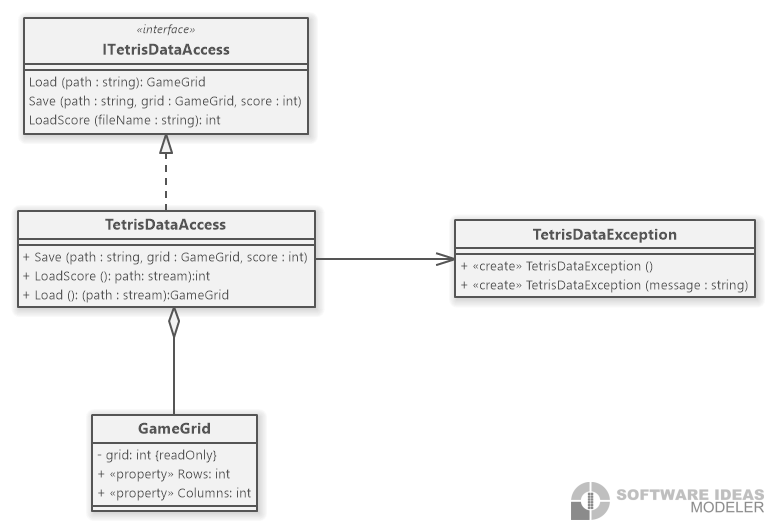 «interface»
ITetrisDataAccess
Load (path : string): GameGrid
Save (path : string, grid : GameGrid, score : int)
LoadScore (fileName : string): int
TetrisDataAccess
+ Save (path : string, grid : GameGrid, score : int)
+ LoadScore (): path: stream):int
+ Load (): (path : stream):GameGrid
TetrisDataException
+ «create» TetrisDataException ()
+ «create» TetrisDataException (message : string)
GameGrid
- grid: int {readOnly}
+ «property» Rows: int
+ «property» Columns: int
SOFTWARE IDEAS
MODELER